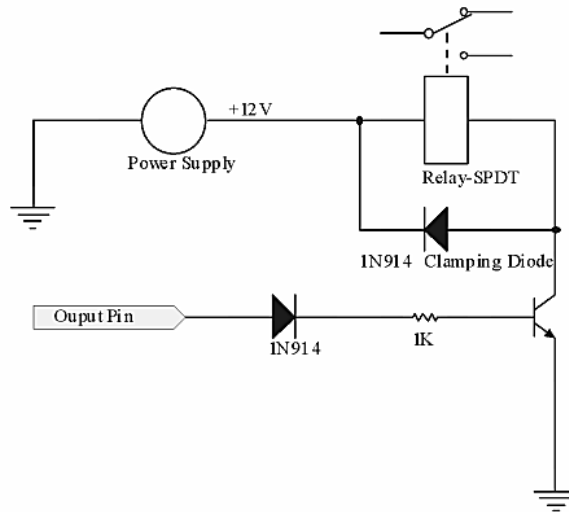 +12V
Power Supply
Relay-SPDT
1N914 Clamping Diode
Ouput Pin
1N914
1K